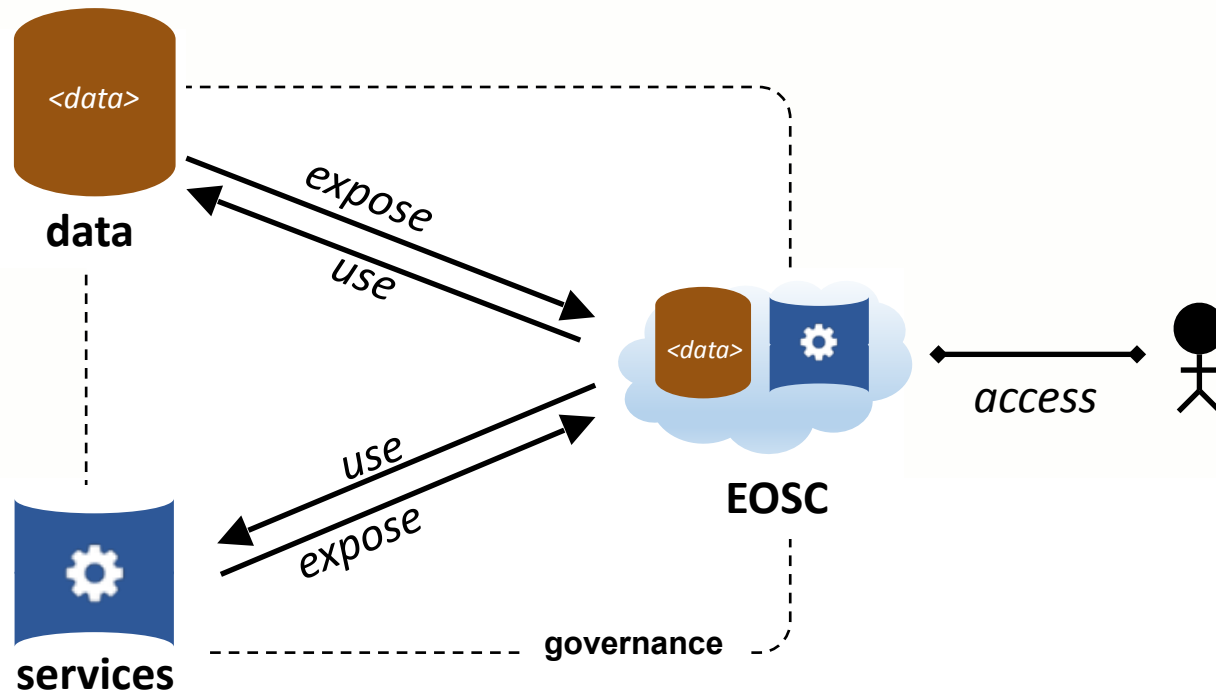 <data>
data
expose
use
<data>
access
EOSC
use
expose
services
governance